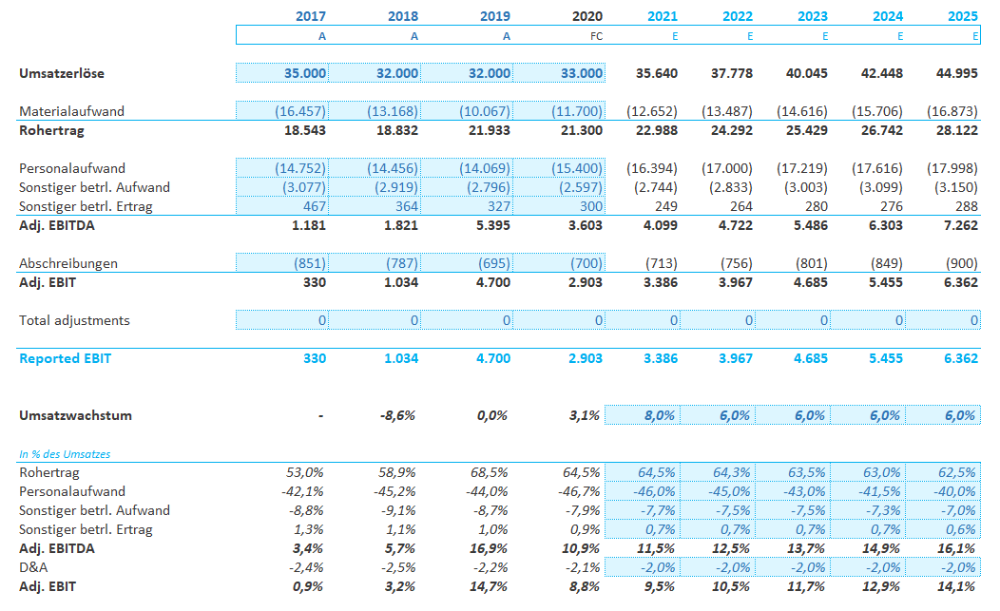 2017 2018 2019 2020 2021 2022 2023 2024 2025
A A A FC E E E E E
Umsatzerlöse 35.000 32.000 32.000 33.000 35.640 37.778 40.045 42.448 44.995
Materialaufwand (16.457) (13.168) (10.067) (11.700) (12.652) (13.487) (14.616) (15.706) (16.873)
Rohertrag 18.543 18.832 21.933 21.300 22.988 24.292 25.429 26.742 28.122
Personalaufwand (14.752) (14.456) (14.069) (15.400) (16.394) (17.000) (17.219) (17.616) (17.998)
Sonstiger betrl. Aufwand (3.077) (2.919) (2.796) (2.597) (2.744) (2.833) (3.003) (3.099) (3.150)
Sonstiger betrl. Ertrag 467 364 327 300 249 264 280 276 288
Adj. EBITDA 1.181 1.821 5.395 3.603 4.099 4.722 5.486 6.303 7.262
Abschreibungen (851) (787) (695) (700) (713) (756) (801) (849) (900)
Adj. EBIT 330 1.034 4.700 2.903 3.386 3.967 4.685 5.455 6.362
Total adjustments 0 0 0 0 0 0 0 0 0
Reported EBIT 330 1.034 4.700 2.903 3.386 3.967 4.685 5.455 6.362
Umsatzwachstum - -8,6% 0,0% 3,1% 8,0% 6,0% 6,0% 6,0% 6,0%
In % des Umsatzes
Rohertrag 53,0% 58,9% 68,5% 64,5% 64,5% 64,3% 63,5% 63,0% 62,5%
Personalaufwand -42,1% -45,2% -44,0% -46,7% -46,0% -45,0% -43,0% -41,5% -40,0%
Sonstiger betrl. Aufwand -8,8% -9,1% -8,7% -7,9% -7,7% -7,5% -7,5% -7,3% -7,0%
Sonstiger betrl. Ertrag 1,3% 1,1% 1,0% 0,9% 0,7% 0,7% 0,7% 0,7% 0,6%
Adj. EBITDA 3,4% 5,7% 16,9% 10,9% 11,5% 12,5% 13,7% 14,9% 16,1%
D&A -2,4% -2,5% -2,2% -2,1% -2,0% -2,0% -2,0% -2,0% -2,0%
Adj. EBIT 0,9% 3,2% 14,7% 8,8% 9,5% 10,5% 11,7% 12,9% 14,1%